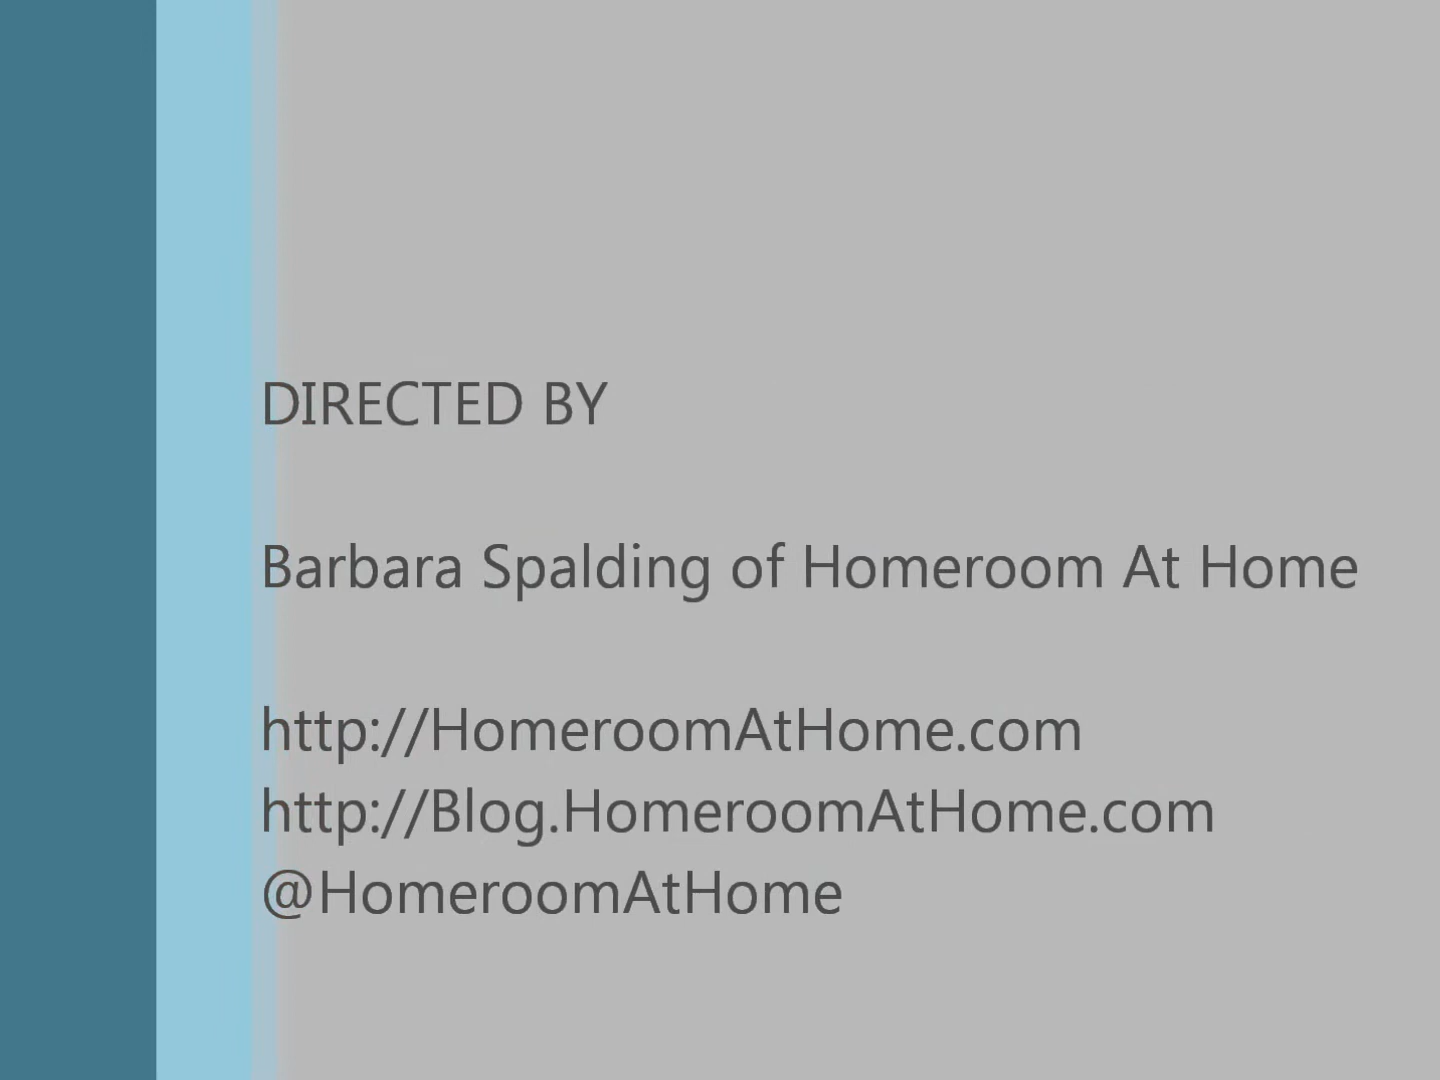 DIRECTED BY
Barbara Spalding of Homeroom At Home
http://HomeroomAtHome.com
http://Blog.HomeroomAtHome.com
@HomeroomAtHome